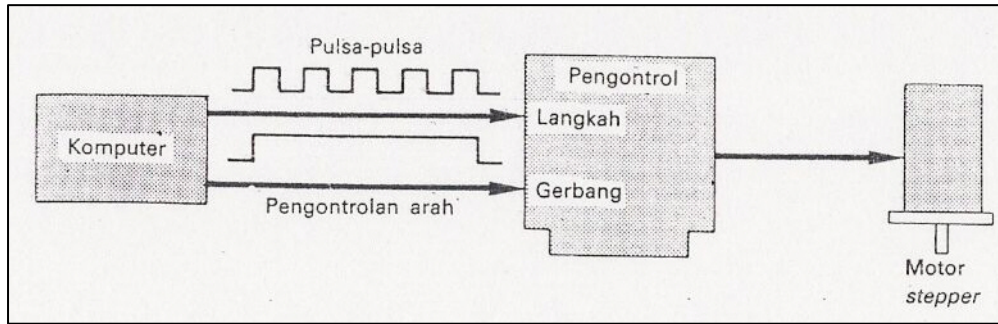 Pulsa-pulsa
Komputer
Pengontrolan arah
Pengontrol
Langkah
Gerbang
Motor
stepper